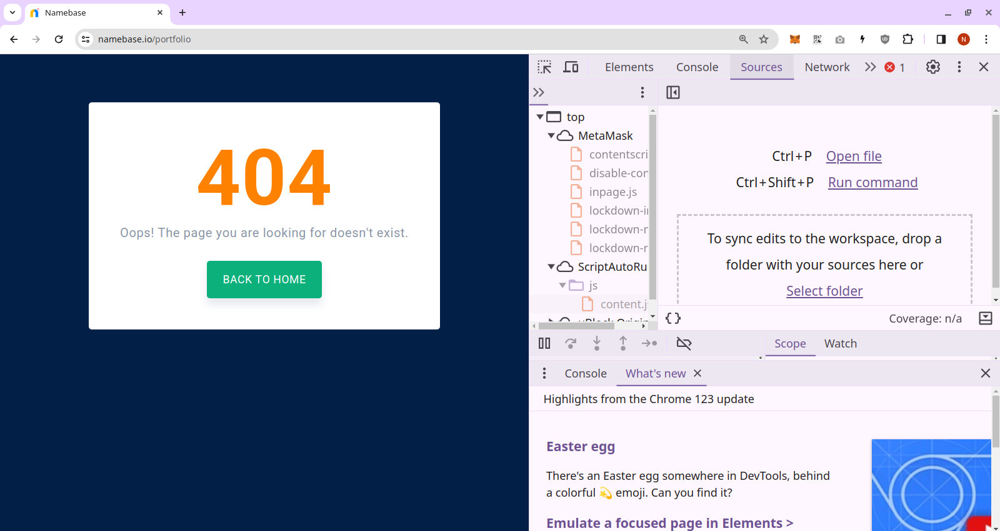 Namebase
namebase.io/portfolio
N
404
Oops! The page you are looking for doesn't exist.
BACK TO HOME
Elements Console Sources Network 1
top
MetaMask
contentscri
disable-con
inpage.js
lockdown-i
lockdown-
lockdown-r
ScriptAutoRu
js
content.j
uBlock Origin
Ctrl+P Open file
Ctrl+Shift+P Run command
To sync edits to the workspace, drop a
folder with your sources here or
Select folder
{} Coverage: n/a
Scope Watch
Console What's new
Highlights from the Chrome 123 update
Easter egg
There's an Easter egg somewhere in DevTools, behind
a colorful 💫 emoji. Can you find it?
Emulate a focused page in Elements >